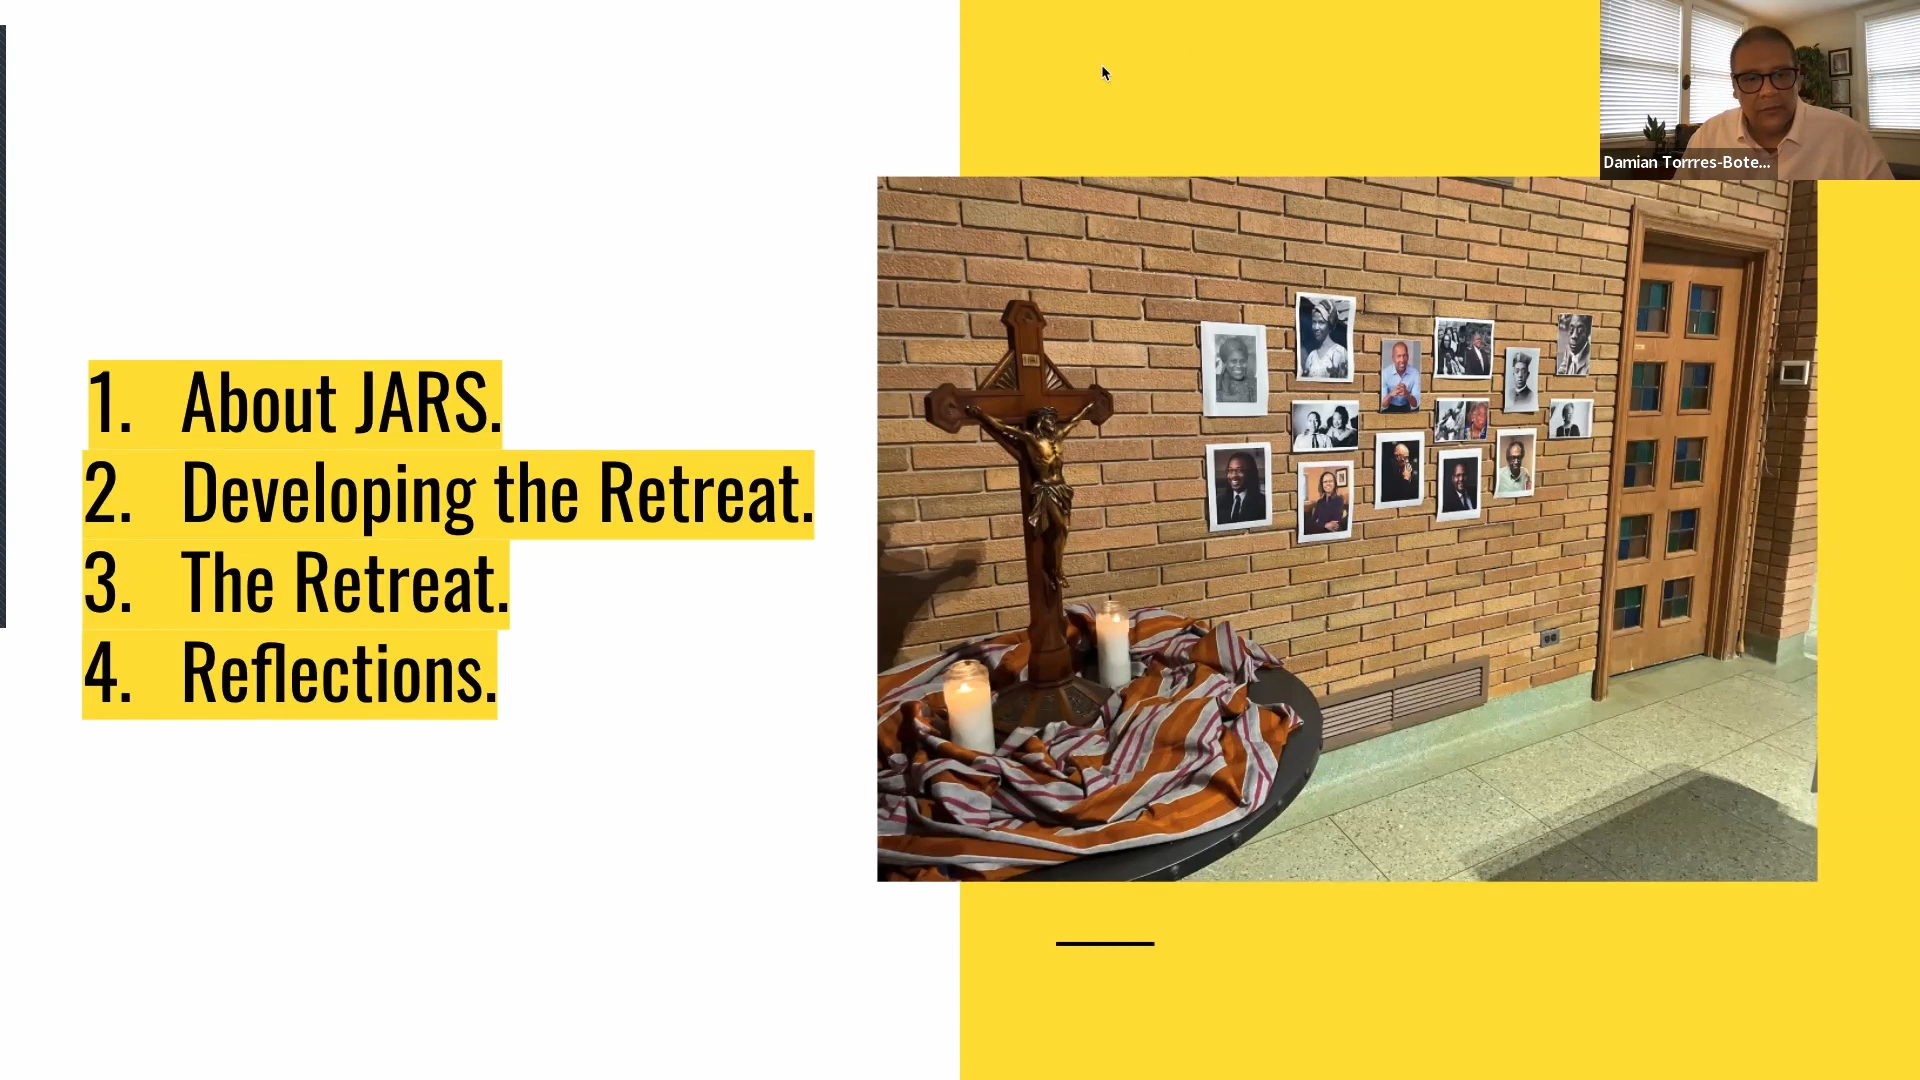 Damian Torrres-Bote...
1. About JARS.
2. Developing the Retreat.
3. The Retreat.
4. Reflections.